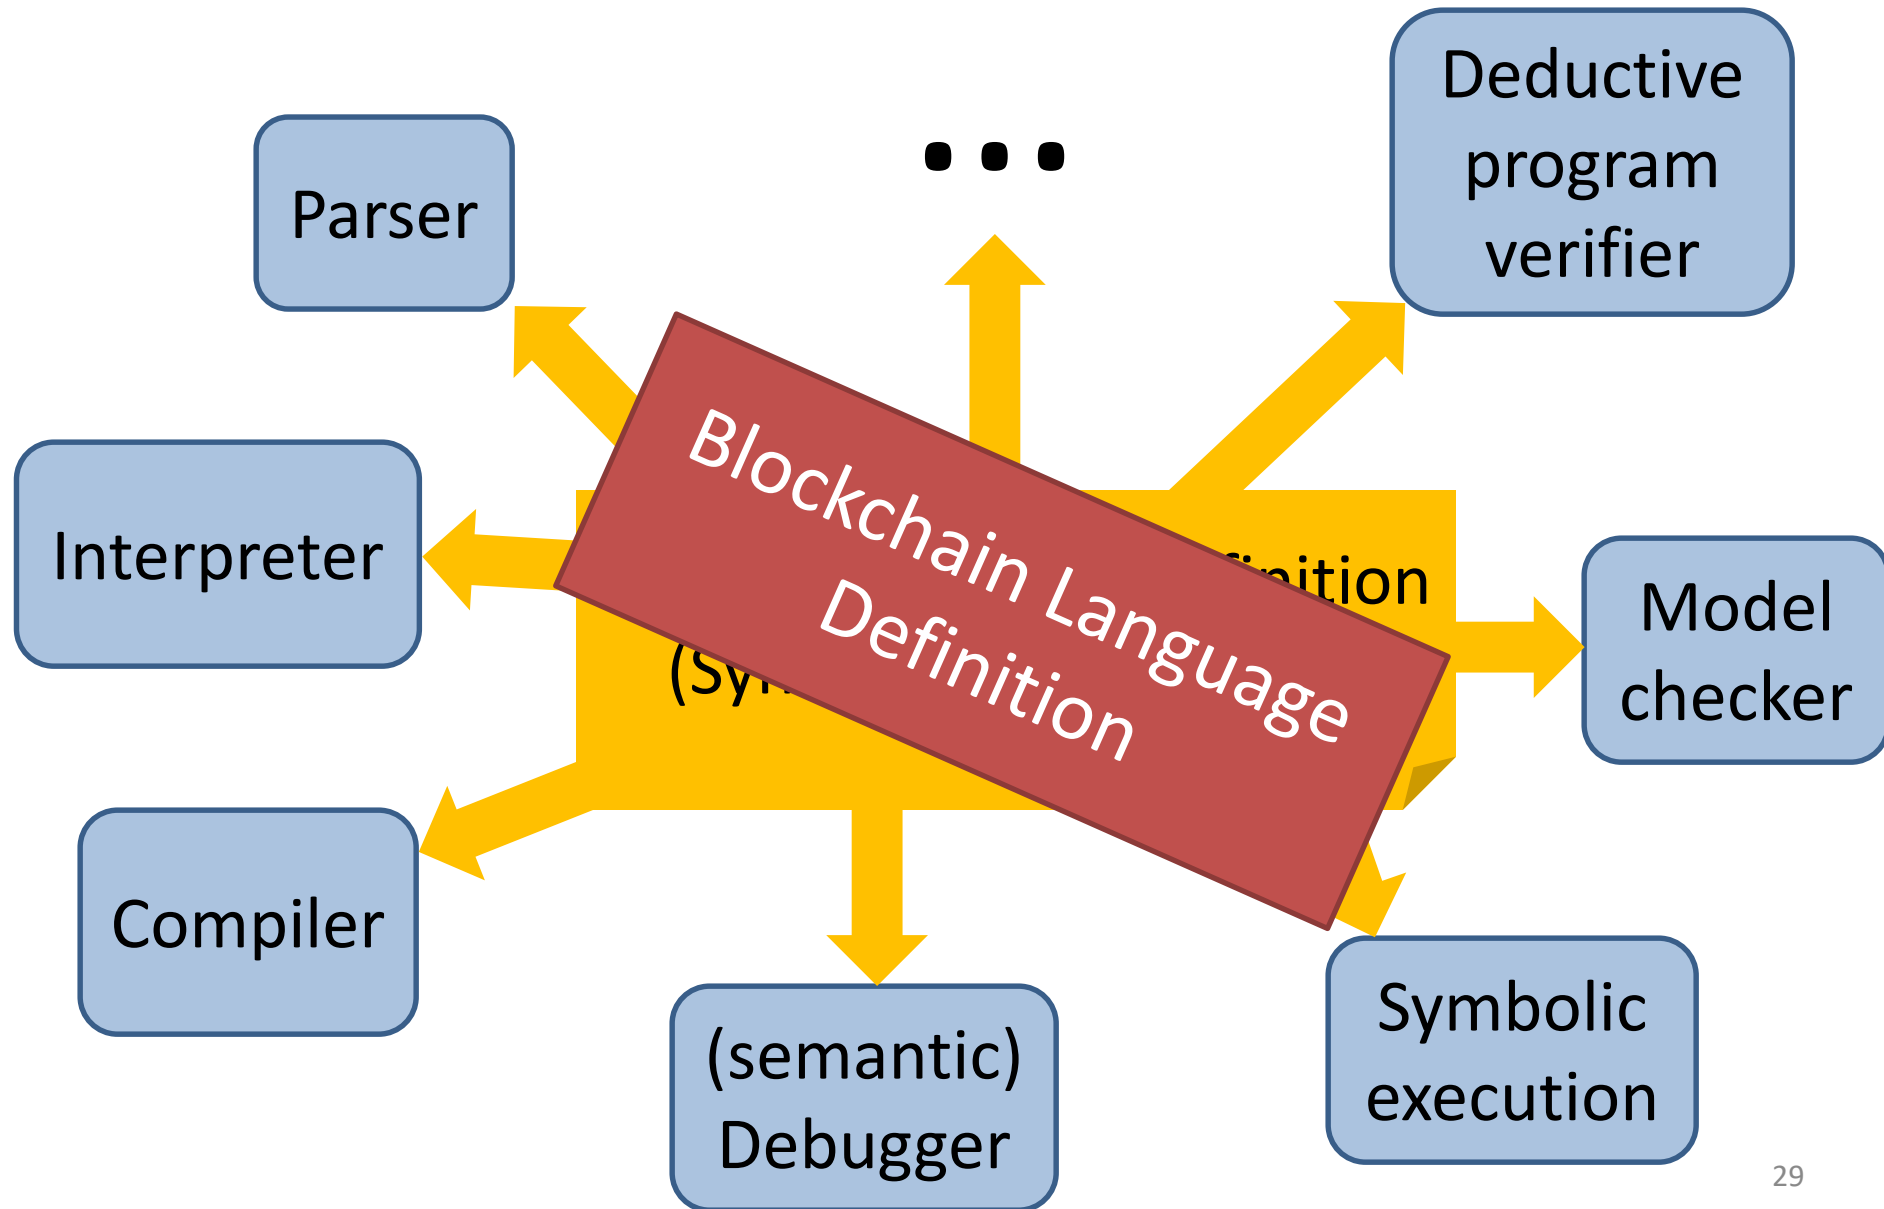 Deductive
program
verifier
...
Parser
Blockchain Language
Definition
Interpreter
Model
checker
Compiler
(semantic)
Debugger
Symbolic
execution
29